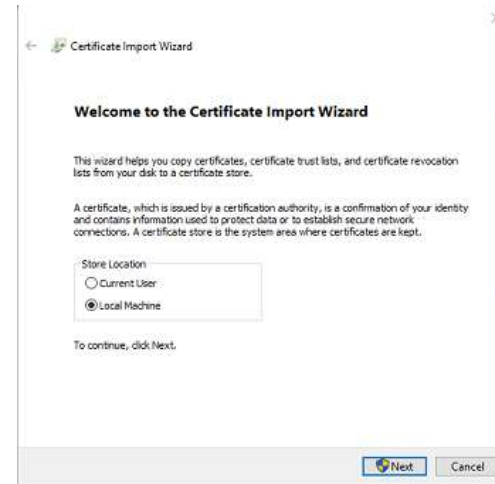 Certificate Import Wizard
Welcome to the Certificate Import Wizard
This wizard helps you copy certificates, certificate trust lists, and certificate revocation
lists from your disk to a certificate store.
A certificate, which is issued by a certification authority, is a confirmation of your identity
and contains information used to protect data or to establish secure network
connections. A certificate store is the system area where certificates are kept.
Store Location
Current User
Local Machine
To continue, click Next.
Next Cancel